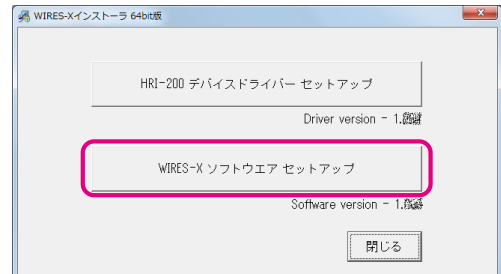 WIRES-Xインストーラ 64bit版
HRI-200 デバイスドライバー セットアップ
Driver version - 1.
WIRES-X ソフトウエア セットアップ
Software version - 1.
閉じる